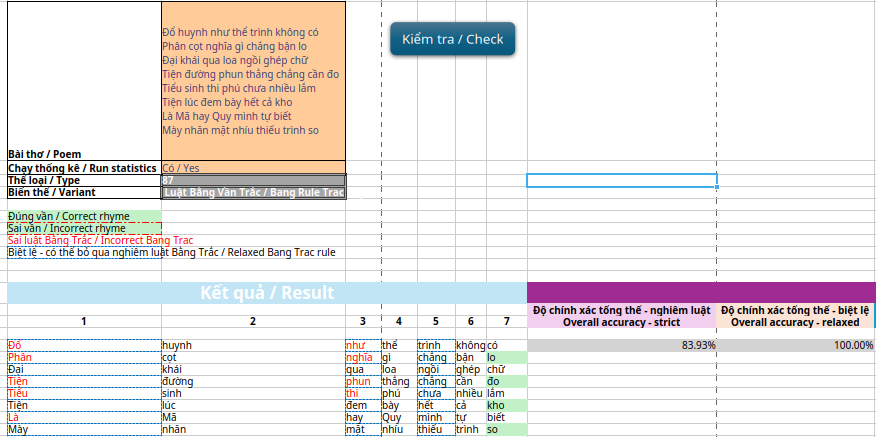 Đổ huynh như thể trình không có
Phân cọt nghĩa gì chẳng bận lo
Đại khái qua loa ngồi ghép chữ
Tiện đường phun thẳng chẳng cần đo
Tiểu sinh thi phú chưa nhiều lắm
Tiện lúc đem bày hết cả kho
Là Mã hay Quy mình tự biết
Mày nhăn mặt nhíu thiếu trình so
Kiểm tra / Check
Bài thơ / Poem
Chạy thống kê / Run statistics Có / Yes
Thể loại / Type 87
Biến thể / Variant Luật Bằng Vần Trắc / Bang Rule Trac
Đúng vần / Correct rhyme
Sai vần / Incorrect rhyme
Sai luật Bằng Trắc / Incorrect Bang Trac
Biệt lệ - có thể bỏ qua nghiêm luật Bằng Trắc / Relaxed Bang Trac rule
Kết quả / Result
1 2 3 4 5 6 7
Độ chính xác tổng thể - nghiêm luật
Overall accuracy - strict
Độ chính xác tổng thể - biệt lệ
Overall accuracy - relaxed
Đổ huynh như thể trình không có 83.93% 100.00%
Phân cọt nghĩa gì chẳng bận lo
Đại khái qua loa ngồi ghép chữ
Tiện đường phun thẳng chẳng cần đo
Tiểu sinh thi phú chưa nhiều lắm
Tiện lúc đem bày hết cả kho
Là Mã hay Quy mình tự biết
Mày nhăn mặt nhíu thiếu trình so